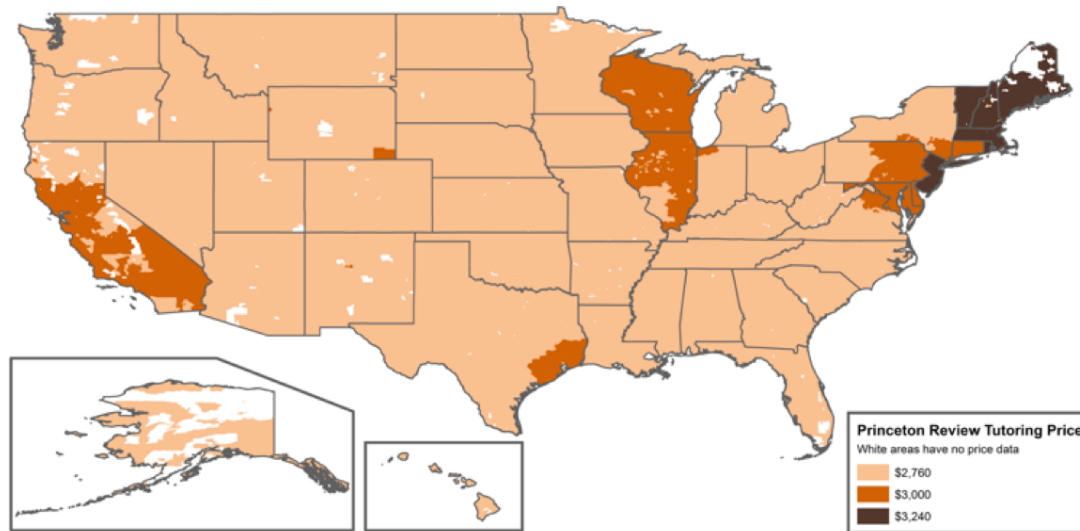 Princeton Review Tutoring Price
White areas have no price data
$2,760
$3,000
$3,240